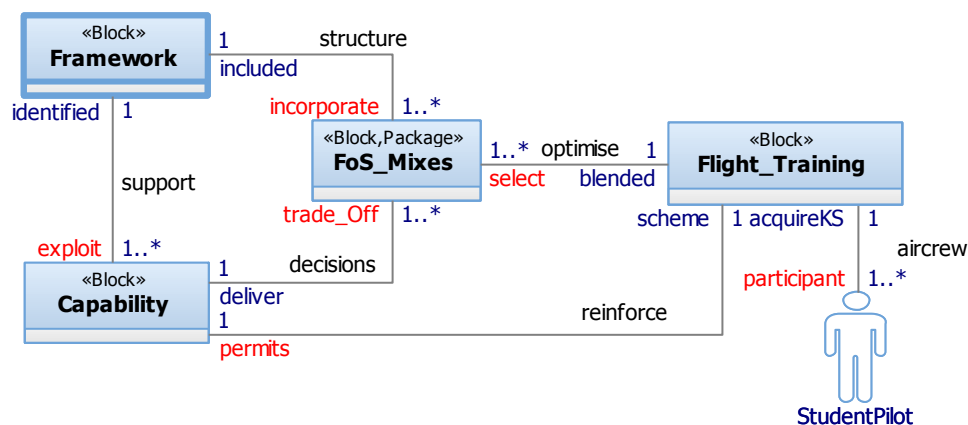 «Block»
Framework
1
structure
included
identified
1
incorporate
1..*
«Block,Package»
FoS_Mixes
1..*
optimise
1
select
blended
«Block»
Flight_Training
support
trade_Off
1..*
scheme
1
acquireKS
1
exploit
1..*
decisions
aircrew
«Block»
Capability
1
deliver
participant
1..*
1
reinforce
permits
StudentPilot